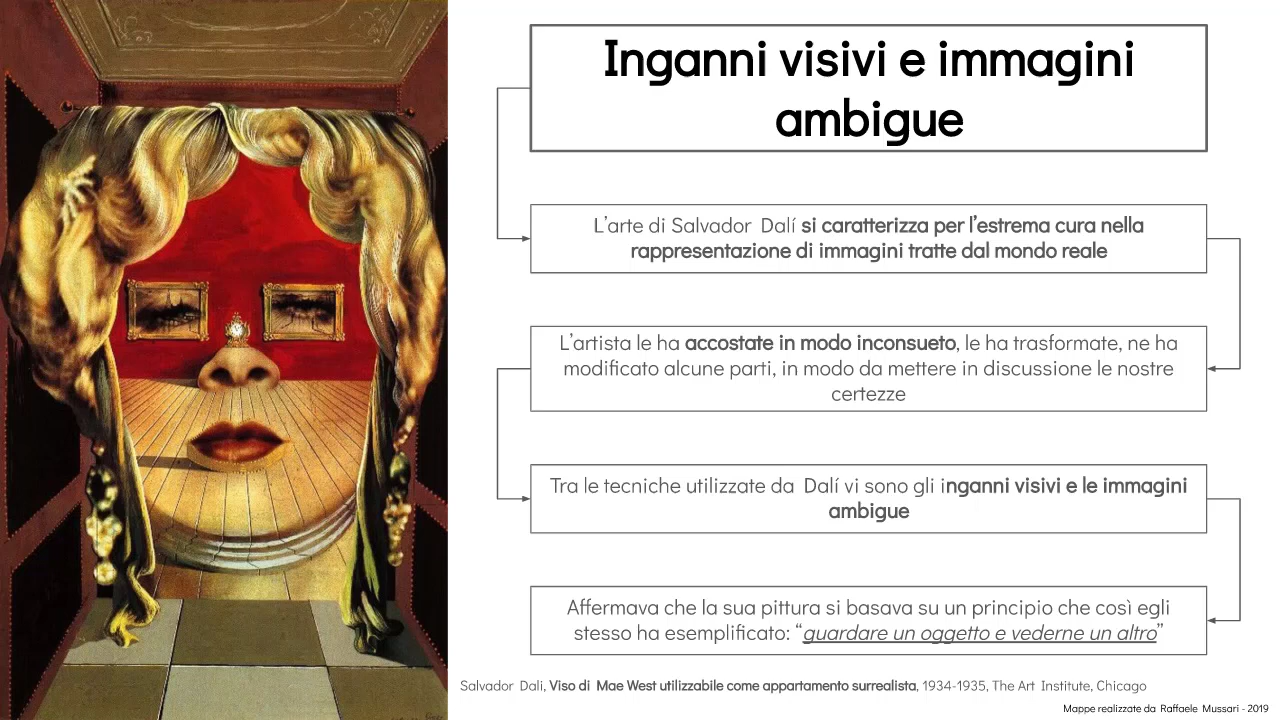 Inganni visivi e immagini
ambigue
L'arte di Salvador Dalí si caratterizza per l'estrema cura nella
rappresentazione di immagini tratte dal mondo reale
L'artista le ha accostate in modo inconsueto, le ha trasformate, ne ha
modificato alcune parti, in modo da mettere in discussione le nostre
certezze
Tra le tecniche utilizzate da Dalí vi sono gli inganni visivi e le immagini
ambigue
Affermava che la sua pittura si basava su un principio che così egli
stesso ha esemplificato: “guardare un oggetto e vederne un altro”
Salvador Dali, Viso di Mae West utilizzabile come appartamento surrealista, 1934-1935, The Art Institute, Chicago
Mappe realizzate da Raffaele Mussari - 2019